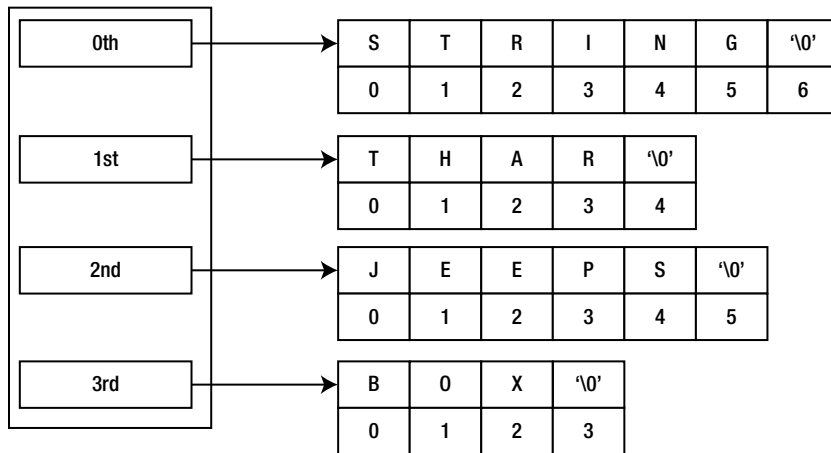 0th
S T R I N G ‘\0’
0 1 2 3 4 5 6
1st
T H A R ‘\0’
0 1 2 3 4
2nd
J E E P S ‘\0’
0 1 2 3 4 5
3rd
B O X ‘\0’
0 1 2 3